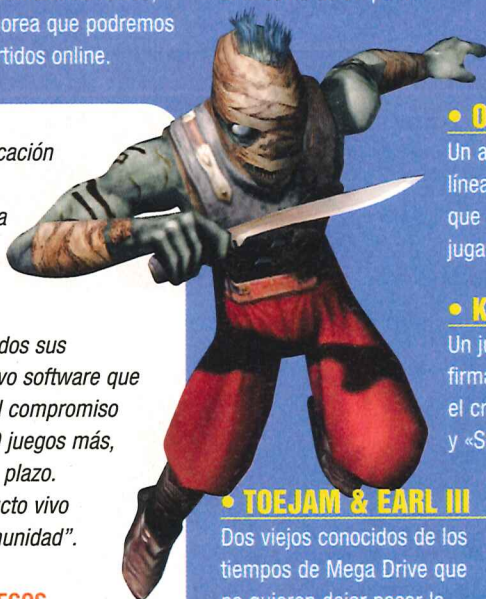 orea que podremos
rtidos online.
cación
a
dos sus
vo software que
l compromiso
juegos más,
plazo.
cto vivo
unidad".
Un a
línea
que
juga
• K
Un ju
firma
el cr
y «S
• TOEJAM & EARL III
Dos viejos conocidos de los
tiempos de Mega Drive que